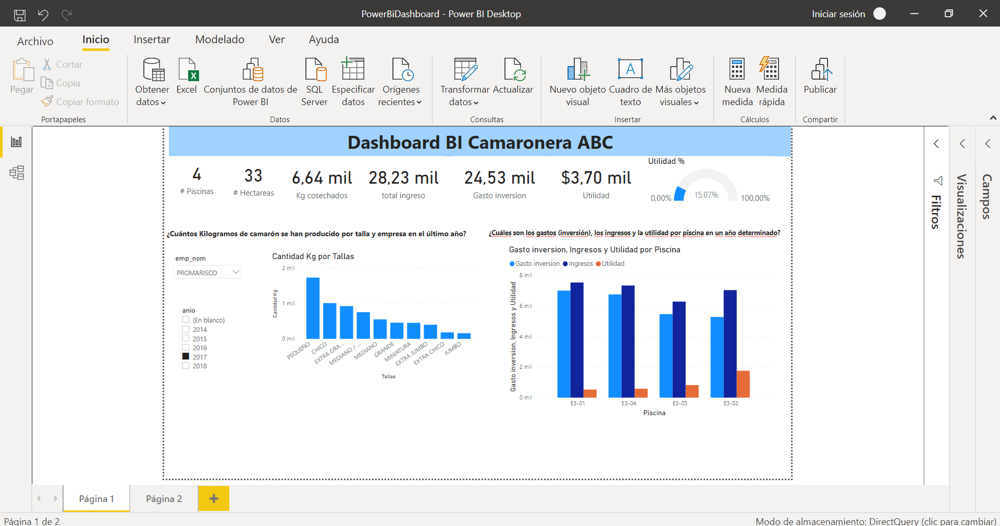 PowerBiDashboard - Power BI Desktop
Iniciar sesión
Archivo
Inicio
Insertar
Modelado
Ver
Ayuda
Pegar
Cortar
Copia
Copiar formato
Portapapeles
Obtener
datos
Excel
Conjuntos de datos de
Power BI
SQL
Server
Especificar
datos
Orígenes
recientes
Datos
Transformar
datos
Actualizar
Consultas
Nuevo objeto
visual
A
Cuadro de
texto
Más objetos
visuales
Insertar
Nueva
medida
Medida
rápida
Cálculos
Publicar
Compartir
Dashboard BI Camaronera ABC
4
# Piscinas
33
# Hectareas
6,64 mil
Kg cosechados
28,23 mil
total ingreso
24,53 mil
Gasto inversion
$3,70 mil
Utilidad
Utilidad %
0,00%
15.07%
100,00%
¿Cuántos Kilogramos de camarón se han producido por talla y empresa en el último año?
emp_nom
PROMARISCO
anio
(En blanco)
2014
2015
2016
2017
2018
Cantidad Kg por Tallas
Cantidad Kg
2 mil
1 mil
0 mil
PEQUEÑO
CHICO
EXTRA GRA...
MEDIANO / ...
MEDIANO
GRANDE
MINIATURA
EXTRA JUMBO
EXTRA CHICO
JUMBO
Tallas
¿Cuáles son los gastos (inversión), los ingresos y la utilidad por piscina en un año determinado?
Gasto inversion, Ingresos y Utilidad por Piscina
Gasto inversion Ingresos Utilidad
Gasto inversion, Ingresos y Utilidad
8 mil
6 mil
4 mil
2 mil
0 mil
E3-01
E3-04
E3-03
E3-02
Piscina
Filtros
Visualizaciones
Campos
Página 1
Página 2
Página 1 de 2
Modo de almacenamiento: DirectQuery (clic para cambiar)